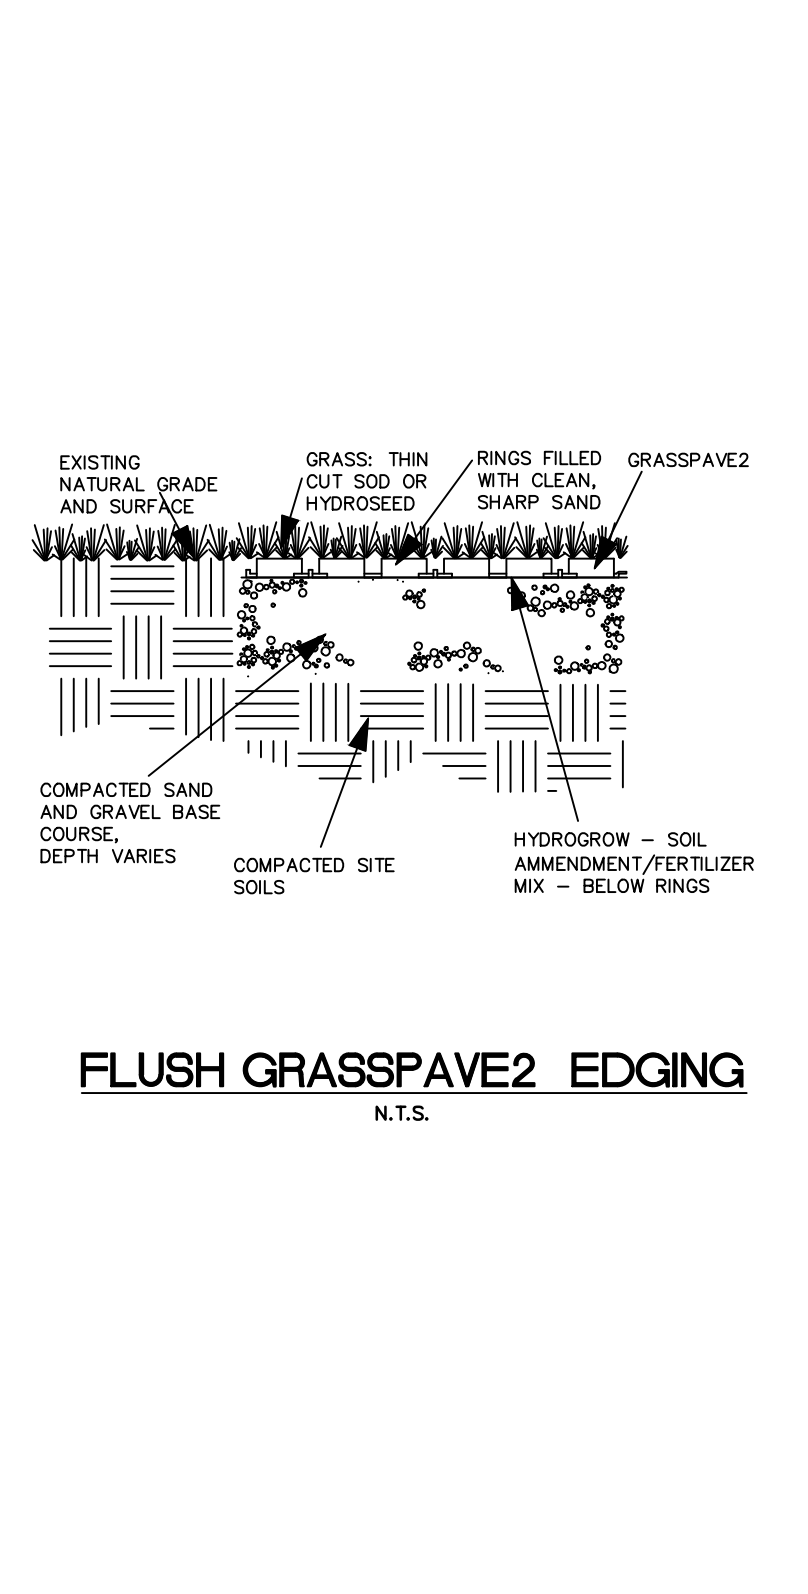 EXISTING
NATURAL GRADE
AND SURFACE
GRASS: THIN
CUT SOD OR
HYDROSEED
RINGS FILLED
WITH CLEAN,
SHARP SAND
GRASSPAVE2
COMPACTED SAND
AND GRAVEL BASE
COURSE,
DEPTH VARIES
COMPACTED SITE
SOILS
HYDROGROW – SOIL
AMMENDMENT/FERTILIZER
MIX – BELOW RINGS
FLUSH GRASSPAVE2 EDGING
N.T.S.